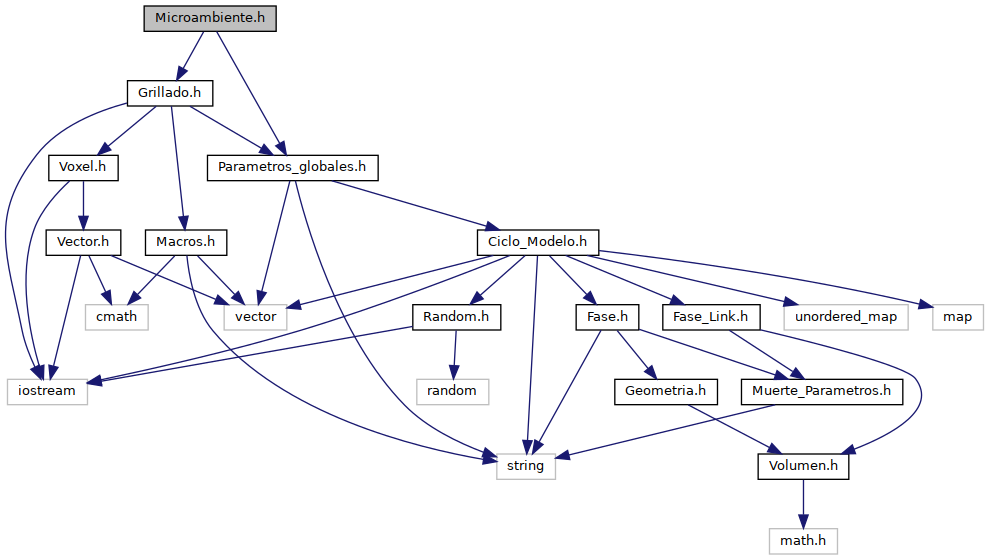 Microambiente.h
Grillado.h
Voxel.h
Parametros_globales.h
Vector.h
Macros.h
Ciclo_Modelo.h
cmath
vector
Random.h
Fase.h
Fase_Link.h
unordered_map
map
iostream
random
Geometria.h
Muerte_Parametros.h
string
Volumen.h
math.h